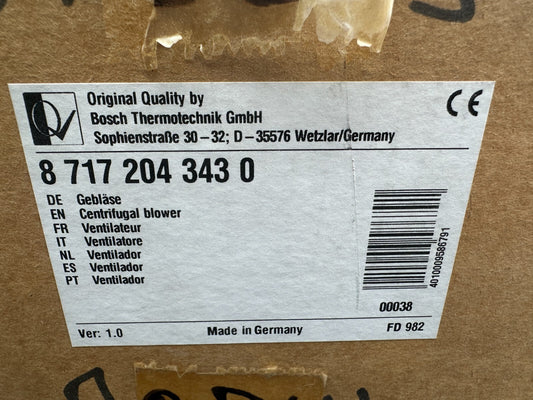 Original Quality by
Bosch Thermotechnik GmbH
Sophienstraße 30-32; D-35576 Wetzlar/Germany
CE
8 717 204 343 0
DE Gebläse
EN Centrifugal blower
FR Ventilateur
IT Ventilatore
NL Ventilador
ES Ventilador
PT Ventilador
4010009586791
00038
Ver: 1.0
Made in Germany
FD 982